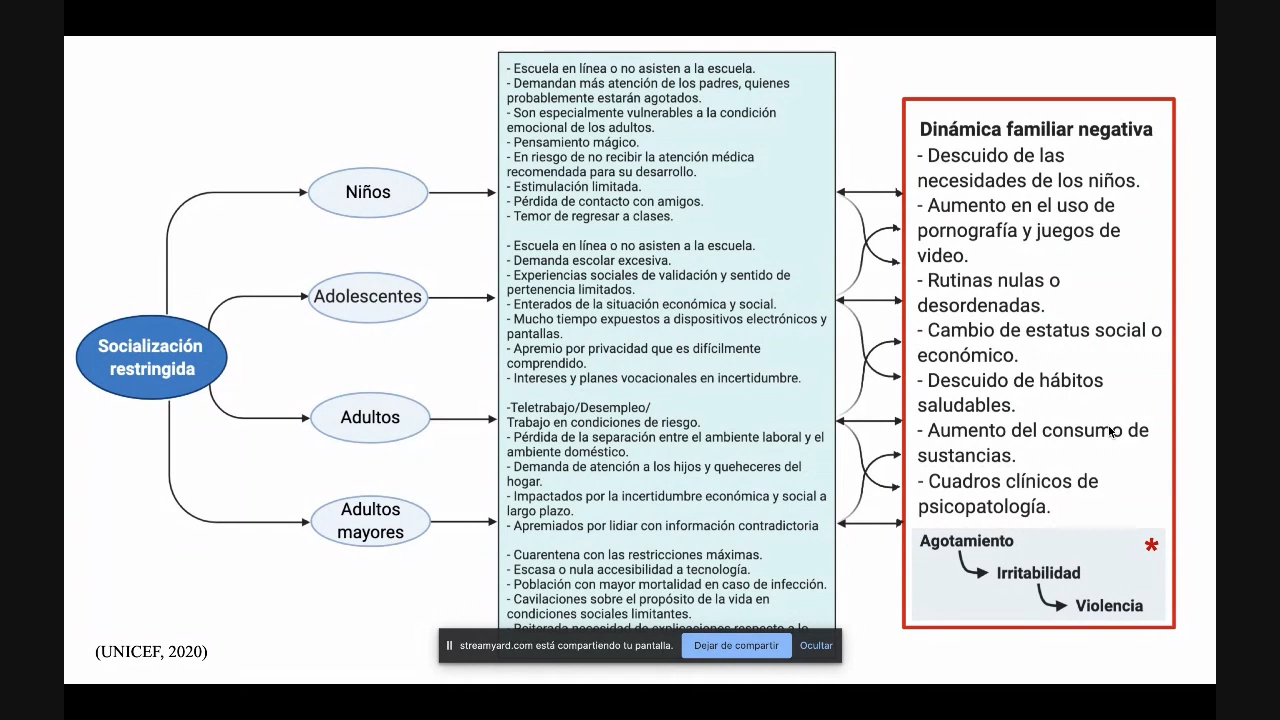 Socialización
restringida
Niños
Adolescentes
Adultos
Adultos
mayores
- Escuela en línea o no asisten a la escuela.
- Demandan más atención de los padres, quienes
probablemente estarán agotados.
- Son especialmente vulnerables a la condición
emocional de los adultos.
- Pensamiento mágico.
- En riesgo de no recibir la atención médica
recomendada para su desarrollo.
- Estimulación limitada.
- Pérdida de contacto con amigos.
- Temor de regresar a clases.
- Escuela en línea o no asisten a la escuela.
- Demanda escolar excesiva.
- Experiencias sociales de validación y sentido de
pertenencia limitados.
- Enterados de la situación económica y social.
- Mucho tiempo expuestos a dispositivos electrónicos y
pantallas.
- Apremio por privacidad que es difícilmente
comprendido.
- Intereses y planes vocacionales en incertidumbre.
-Teletrabajo/Desempleo/
Trabajo en condiciones de riesgo.
- Pérdida de la separación entre el ambiente laboral y el
ambiente doméstico.
- Demanda de atención a los hijos y queheceres del
hogar.
- Impactados por la incertidumbre económica y social a
largo plazo.
- Apremiados por lidiar con información contradictoria
- Cuarentena con las restricciones máximas.
- Escasa o nula accesibilidad a tecnología.
- Población con mayor mortalidad en caso de infección.
- Cavilaciones sobre el propósito de la vida en
condiciones sociales limitantes.
- Reiterada necesidad de explicaciones respecto a lo
Dinámica familiar negativa
- Descuido de las
necesidades de los niños.
- Aumento en el uso de
pornografía y juegos de
video.
- Rutinas nulas o
desordenadas.
- Cambio de estatus social o
económico.
- Descuido de hábitos
saludables.
- Aumento del consumo de
sustancias.
- Cuadros clínicos de
psicopatología.
Agotamiento
*
Irritabilidad
Violencia
(UNICEF, 2020)
streamyard.com está compartiendo tu pantalla.
Dejar de compartir
Ocultar